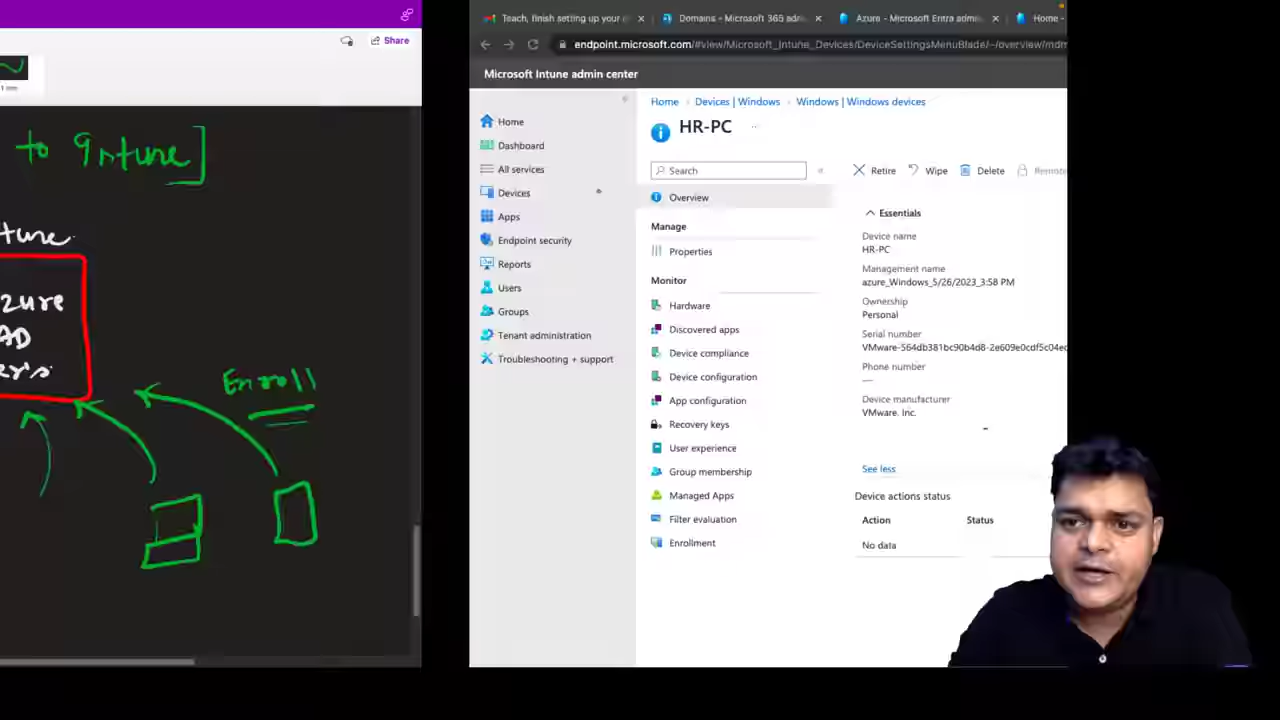 Share
to Intune]
Azure
AD
Enroll
Teach, finish setting up your
Domains - Microsoft 365 adm
Azure - Microsoft Entra admin
Home -
endpoint.microsoft.com/#view/Microsoft_Intune_Devices/DeviceSettingsMenuBlade/~/overview/mdm
Microsoft Intune admin center
Home
Dashboard
All services
Devices
Apps
Endpoint security
Reports
Users
Groups
Tenant administration
Troubleshooting + support
Home > Devices | Windows > Windows | Windows devices
HR-PC
Search
Overview
Manage
Properties
Monitor
Hardware
Discovered apps
Device compliance
Device configuration
App configuration
Recovery keys
User experience
Group membership
Managed Apps
Filter evaluation
Enrollment
Retire Wipe Delete Remote
Essentials
Device name
HR-PC
Management name
azure_Windows_5/26/2023_3:58 PM
Ownership
Personal
Serial number
VMware-564db381bc90b4d8-2e609e0cdf5c04ec
Phone number
---
Device manufacturer
VMware, Inc.
See less
Device actions status
Action Status
No data